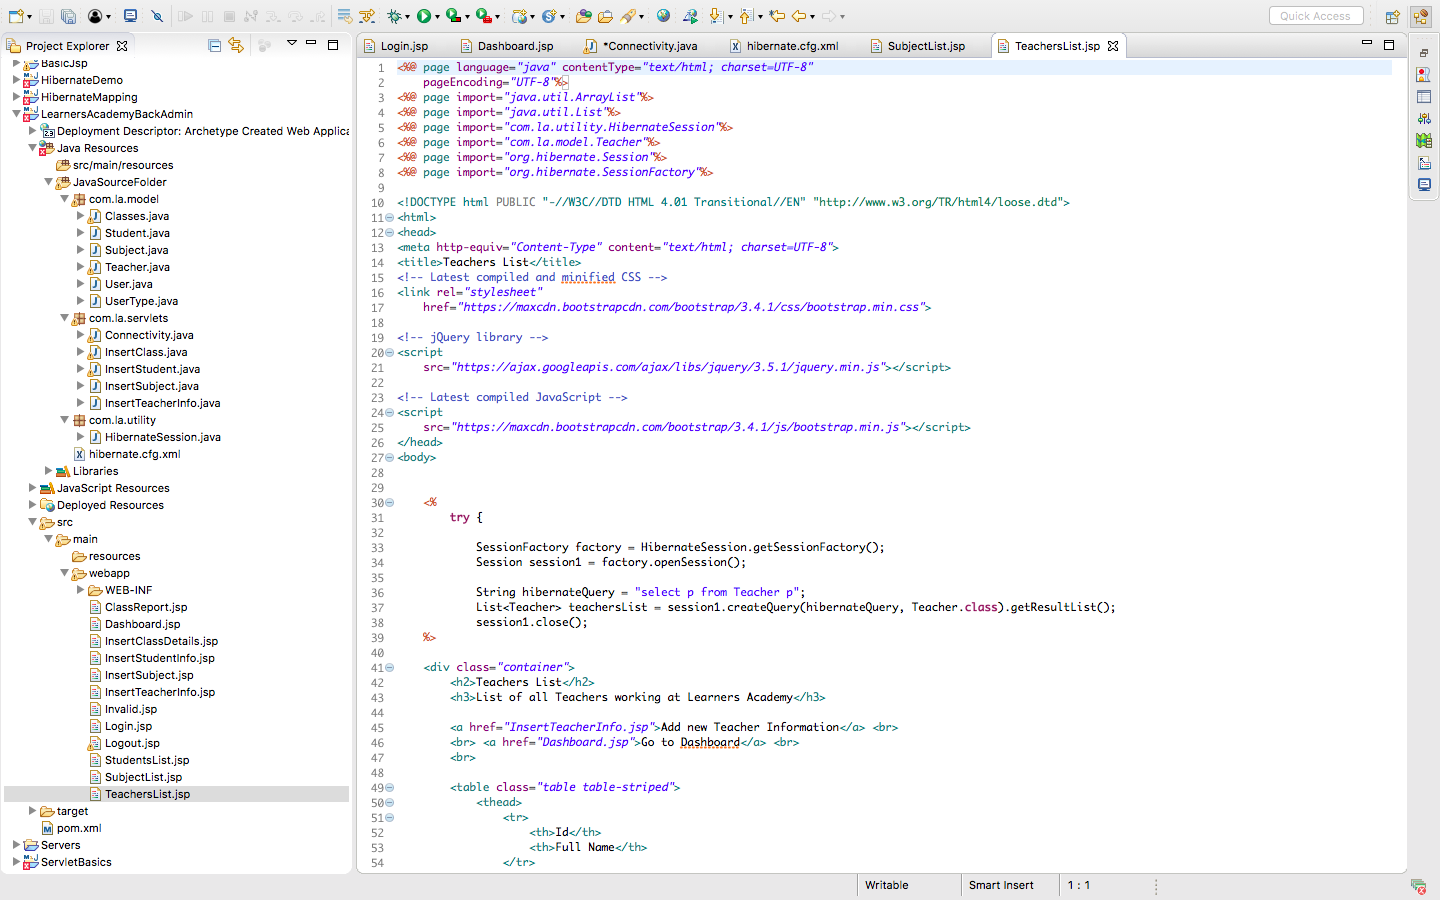 Quick Access
Project Explorer
BasicJsp
HibernateDemo
HibernateMapping
LearnersAcademyBackAdmin
Deployment Descriptor: Archetype Created Web Applica
Java Resources
src/main/resources
JavaSourceFolder
com.la.model
Classes.java
Student.java
Subject.java
Teacher.java
User.java
UserType.java
com.la.servlets
Connectivity.java
InsertClass.java
InsertStudent.java
InsertSubject.java
InsertTeacherInfo.java
com.la.utility
HibernateSession.java
hibernate.cfg.xml
Libraries
JavaScript Resources
Deployed Resources
src
main
resources
webapp
WEB-INF
ClassReport.jsp
Dashboard.jsp
InsertClassDetails.jsp
InsertStudentInfo.jsp
InsertSubject.jsp
InsertTeacherInfo.jsp
Invalid.jsp
Login.jsp
Logout.jsp
StudentsList.jsp
SubjectList.jsp
TeachersList.jsp
target
pom.xml
Servers
ServletBasics
Login.jsp Dashboard.jsp *Connectivity.java hibernate.cfg.xml SubjectList.jsp TeachersList.jsp
1 <%@ page language="java" contentType="text/html; charset=UTF-8"
2 pageEncoding="UTF-8"%>
3 <%@ page import="java.util.ArrayList"%>
4 <%@ page import="java.util.List"%>
5 <%@ page import="com.la.utility.HibernateSession"%>
6 <%@ page import="com.la.model.Teacher"%>
7 <%@ page import="org.hibernate.Session"%>
8 <%@ page import="org.hibernate.SessionFactory"%>
9
10 <!DOCTYPE html PUBLIC "-//W3C//DTD HTML 4.01 Transitional//EN" "http://www.w3.org/TR/html4/loose.dtd">
11 <html>
12 <head>
13 <meta http-equiv="Content-Type" content="text/html; charset=UTF-8">
14 <title>Teachers List</title>
15 <!-- Latest compiled and minified CSS -->
16 <link rel="stylesheet"
17 href="https://maxcdn.bootstrapcdn.com/bootstrap/3.4.1/css/bootstrap.min.css">
18
19 <!-- jQuery library -->
20 <script
21 src="https://ajax.googleapis.com/ajax/libs/jquery/3.5.1/jquery.min.js"></script>
22
23 <!-- Latest compiled JavaScript -->
24 <script
25 src="https://maxcdn.bootstrapcdn.com/bootstrap/3.4.1/js/bootstrap.min.js"></script>
26 </head>
27 <body>
28
29
30 <%
31 try {
32
33 SessionFactory factory = HibernateSession.getSessionFactory();
34 Session session1 = factory.openSession();
35
36 String hibernateQuery = "select p from Teacher p";
37 List<Teacher> teachersList = session1.createQuery(hibernateQuery, Teacher.class).getResultList();
38 session1.close();
39 %>
40
41 <div class="container">
42 <h2>Teachers List</h2>
43 <h3>List of all Teachers working at Learners Academy</h3>
44
45 <a href="InsertTeacherInfo.jsp">Add new Teacher Information</a> <br>
46 <br> <a href="Dashboard.jsp">Go to Dashboard</a> <br>
47 <br>
48
49 <table class="table table-striped">
50 <thead>
51 <tr>
52 <th>Id</th>
53 <th>Full Name</th>
54 </tr>
Writable Smart Insert 1 : 1